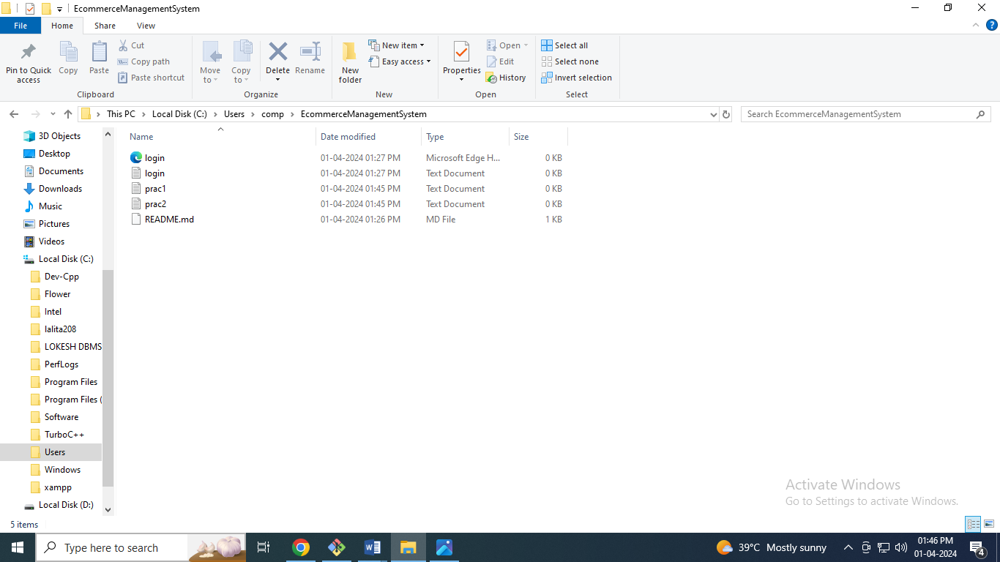 EcommerceManagementSystem
File Home Share View
Pin to Quick access
Copy
Paste
Cut
Copy path
Paste shortcut
Clipboard
Move to
Copy to
Delete
Rename
Organize
New folder
New item
Easy access
New
Properties
Open
Edit
History
Open
Select all
Select none
Invert selection
Select
This PC > Local Disk (C:) > Users > comp > EcommerceManagementSystem
Search EcommerceManagementSystem
3D Objects
Desktop
Documents
Downloads
Music
Pictures
Videos
Local Disk (C:)
Dev-Cpp
Flower
Intel
lalita208
LOKESH DBMS
PerfLogs
Program Files
Program Files (
Software
TurboC++
Users
Windows
xampp
Local Disk (D:)
Name Date modified Type Size
login 01-04-2024 01:27 PM Microsoft Edge H... 0 KB
login 01-04-2024 01:27 PM Text Document 0 KB
prac1 01-04-2024 01:45 PM Text Document 0 KB
prac2 01-04-2024 01:45 PM Text Document 0 KB
README.md 01-04-2024 01:26 PM MD File 1 KB
Activate Windows
Go to Settings to activate Windows.
5 items
Type here to search
39°C Mostly sunny
01:46 PM
01-04-2024
4